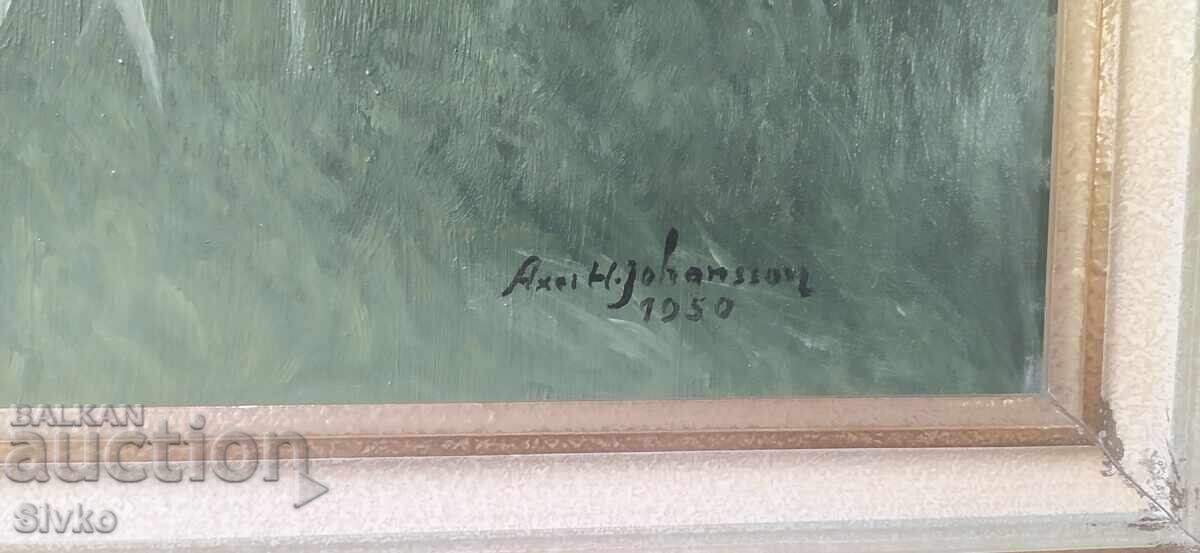 Axel H. Johansson
1950
BALKAN
auction
Sivko